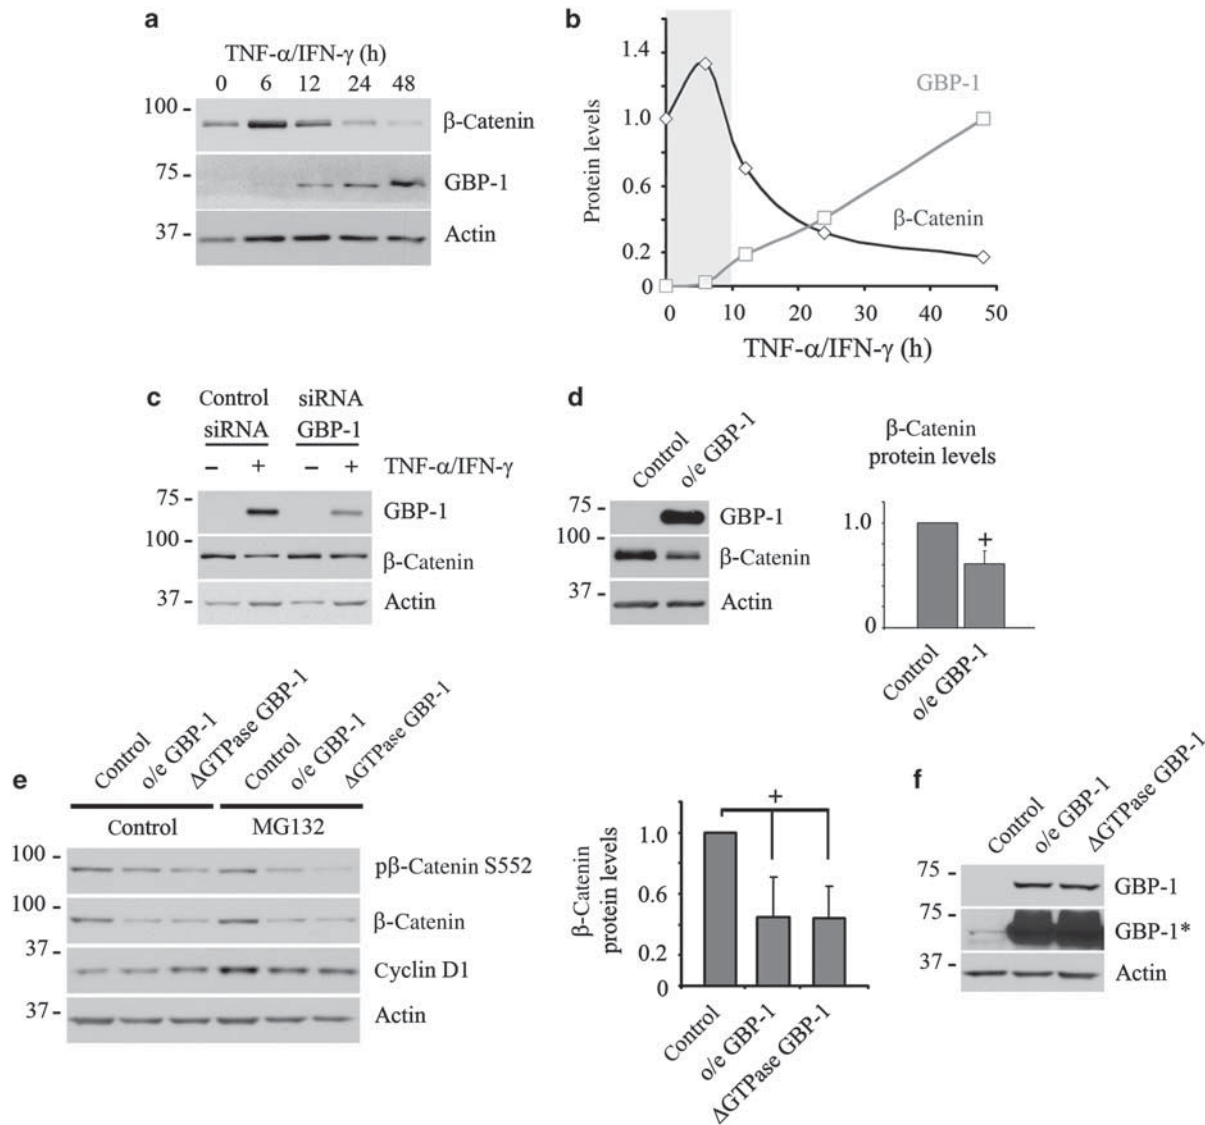 a
TNF-α/IFN-γ (h)
0 6 12 24 48
100
β-Catenin
75
GBP-1
37
Actin
b
Protein levels
1.4
1.0
0.6
0.2
0
GBP-1
β-Catenin
0 10 20 30 40 50
TNF-α/IFN-γ (h)
c
Control siRNA
siRNA GBP-1
– + – + TNF-α/IFN-γ
75
GBP-1
100
β-Catenin
37
Actin
d
Control o/e GBP-1
75
GBP-1
100
β-Catenin
37
Actin
β-Catenin
protein levels
1.0
+
0
Control
o/e GBP-1
e
Control o/e GBP-1 ΔGTPase GBP-1 Control o/e GBP-1 ΔGTPase GBP-1
Control MG132
100
pβ-Catenin S552
100
β-Catenin
37
Cyclin D1
37
Actin
β-Catenin
protein levels
+
1.0
0.6
0.2
0
Control
o/e GBP-1
ΔGTPase GBP-1
f
Control o/e GBP-1 ΔGTPase GBP-1
75
GBP-1
75
GBP-1*
37
Actin